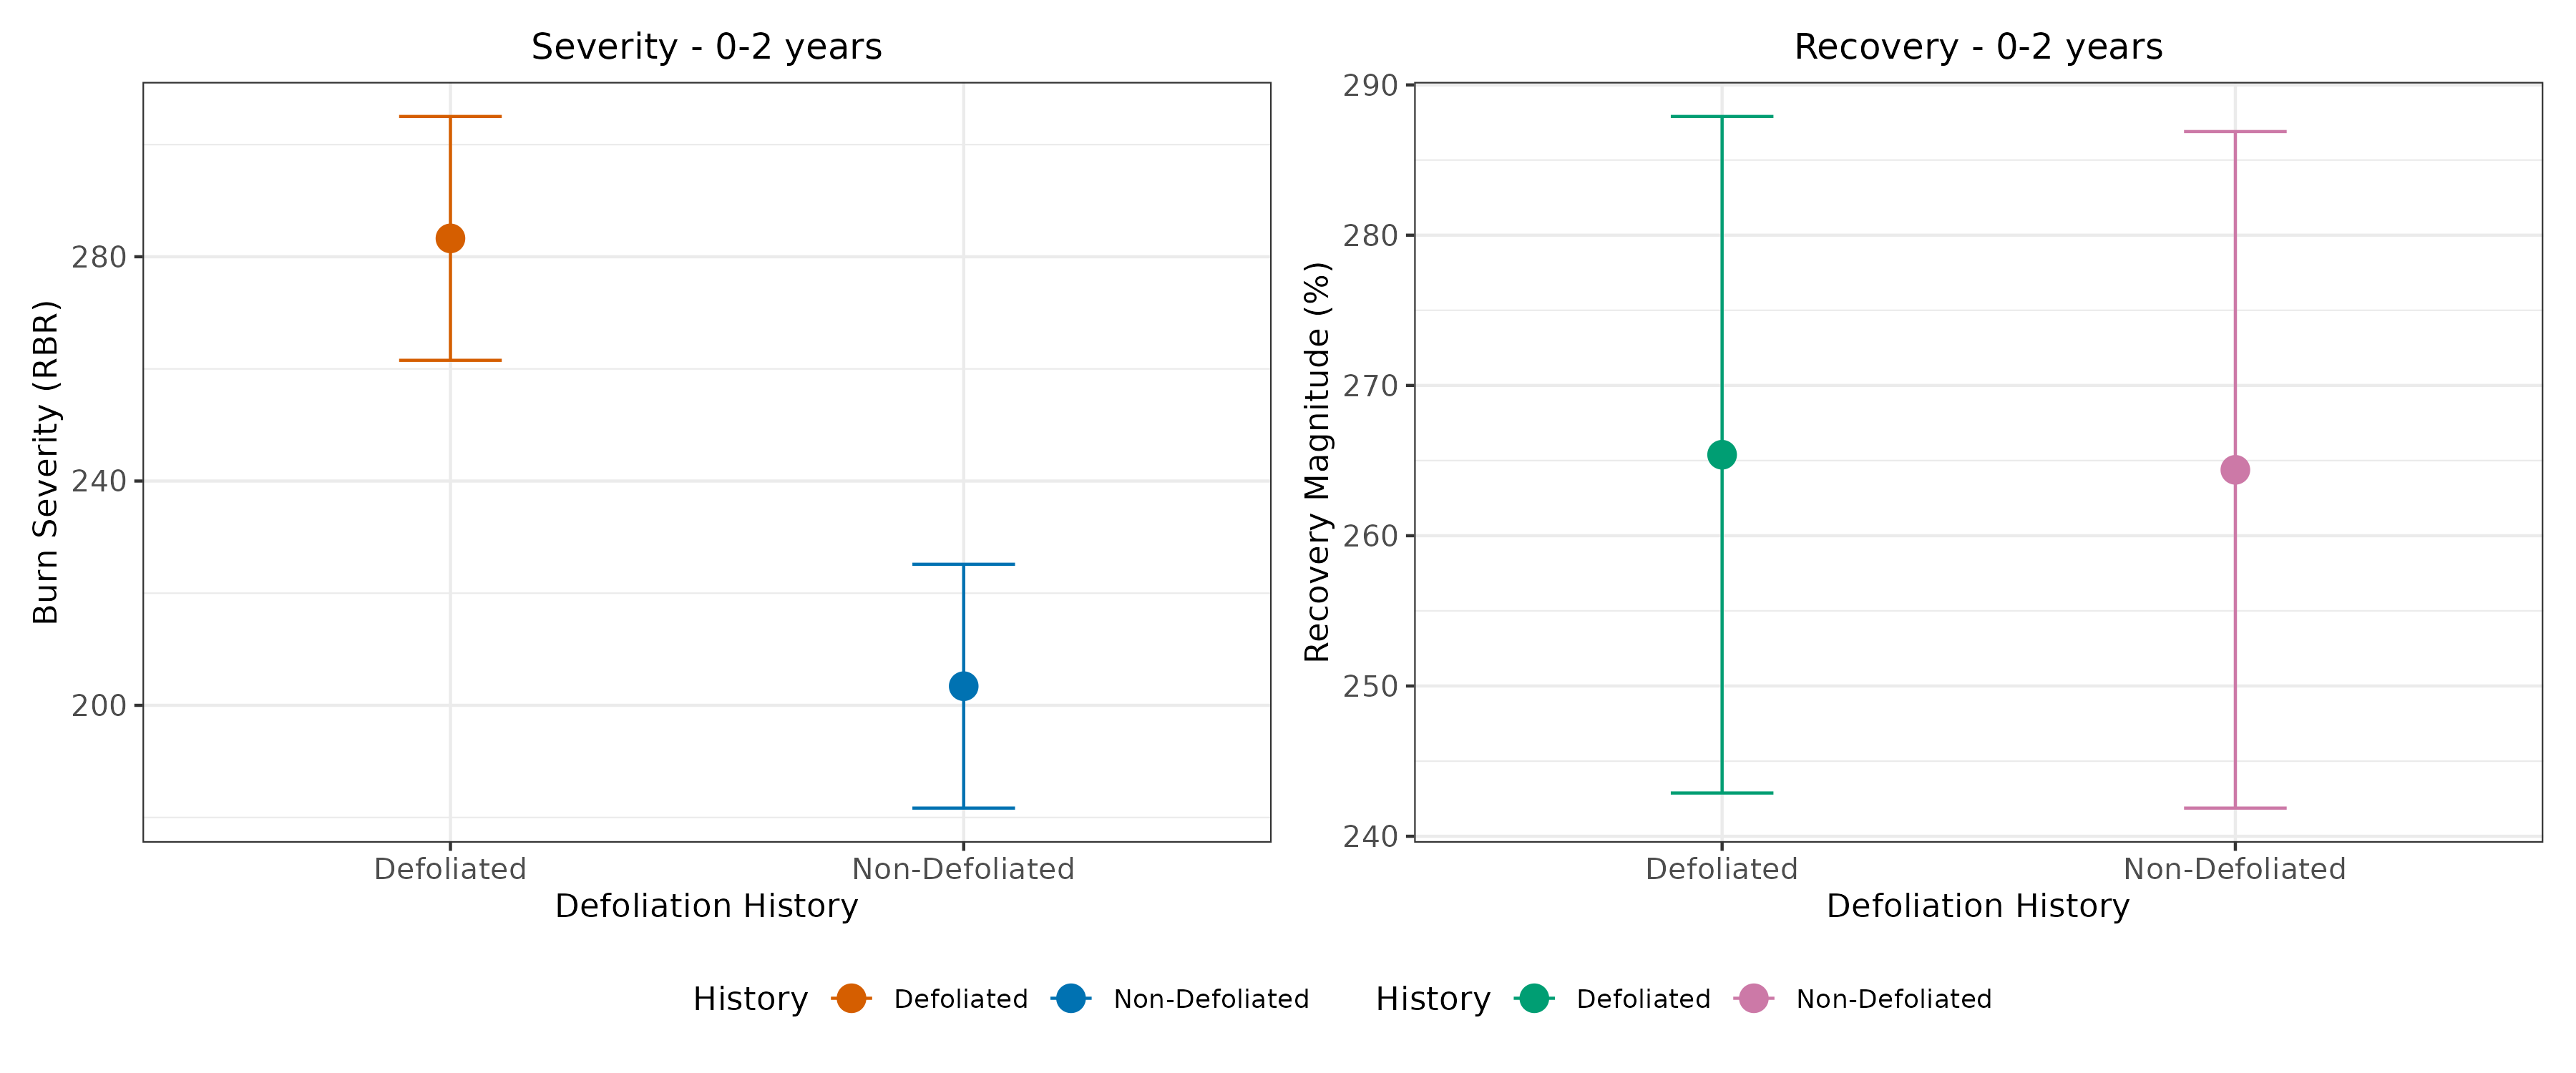 Severity - 0-2 years
Burn Severity (RBR)
280
240
200
Defoliated
Non-Defoliated
Defoliation History
Recovery - 0-2 years
Recovery Magnitude (%)
290
280
270
260
250
240
Defoliated
Non-Defoliated
Defoliation History
History Defoliated Non-Defoliated
History Defoliated Non-Defoliated